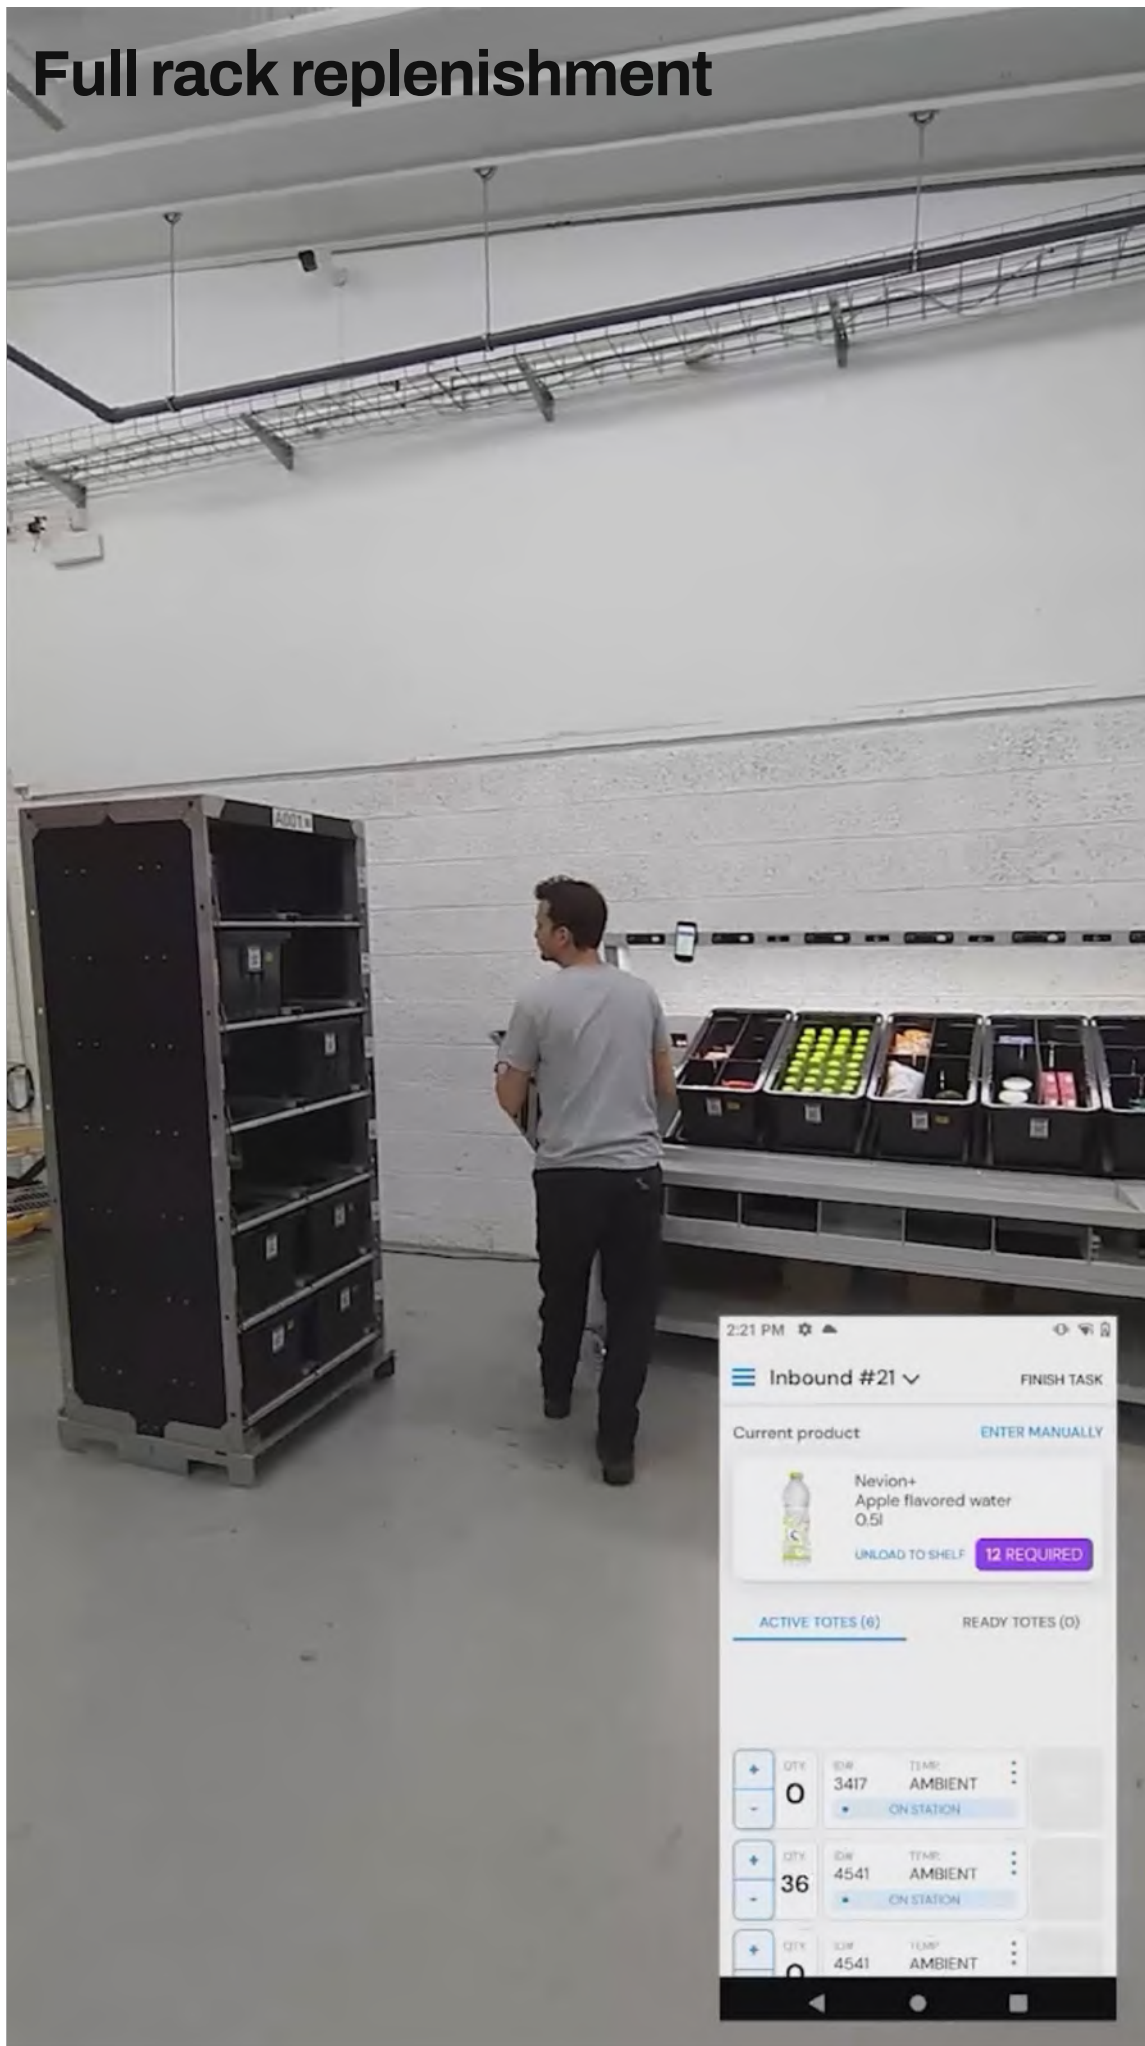 Full rack replenishment
A001
2:21 PM
Inbound #21
FINISH TASK
Current product
ENTER MANUALLY
Nevion+
Apple flavored water
0.5l
UNLOAD TO SHELF
12 REQUIRED
ACTIVE TOTES (6)
READY TOTES (0)
+
QTY
ID#
TEMP.
0
3417
AMBIENT
-
ON STATION
+
QTY
ID#
TEMP.
36
4541
AMBIENT
-
ON STATION
+
QTY
ID#
TEMP.
0
4541
AMBIENT